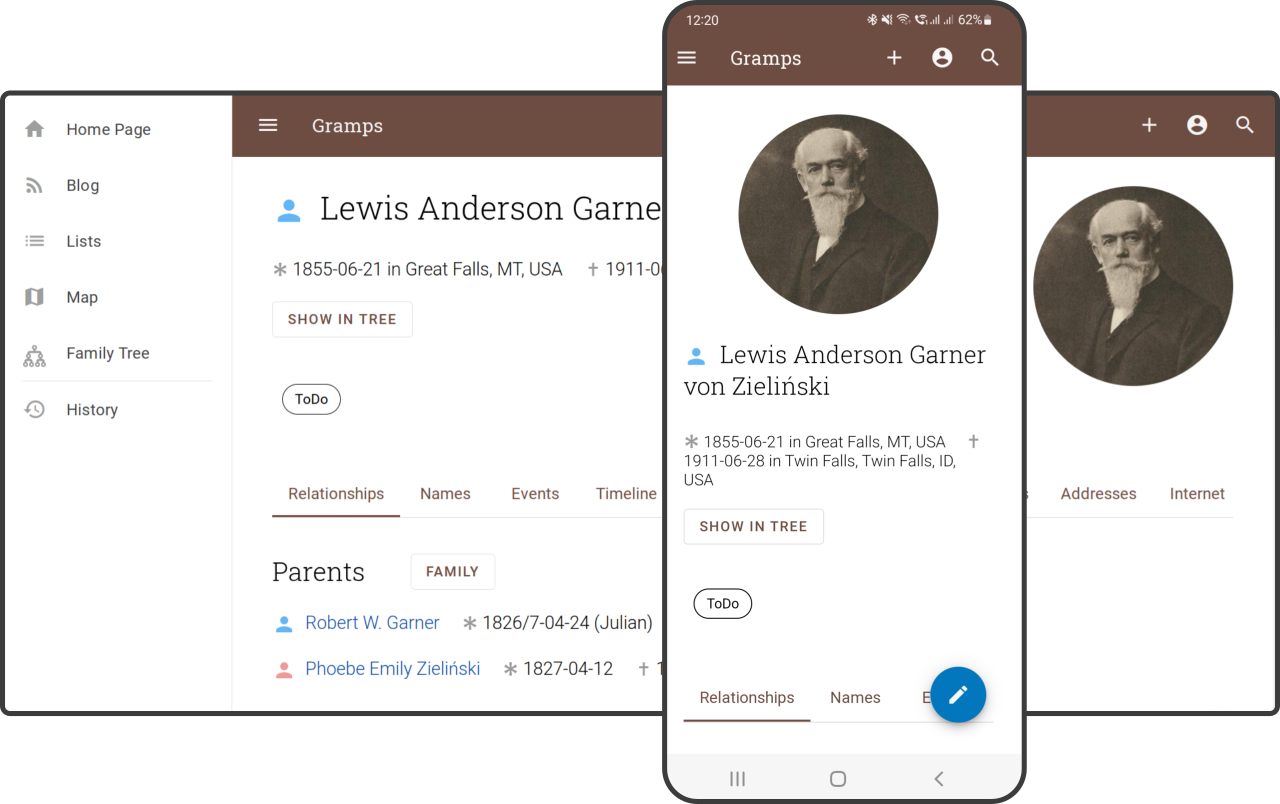 Home Page
Blog
Lists
Map
Family Tree
History
Gramps
Lewis Anderson Garne
1855-06-21 in Great Falls, MT, USA
1911-0
SHOW IN TREE
ToDo
Relationships Names Events Timeline
Parents
FAMILY
Robert W. Garner 1826/7-04-24 (Julian)
Phoebe Emily Zieliński 1827-04-12 1
12:20 62%
Gramps
Lewis Anderson Garner
von Zieliński
1855-06-21 in Great Falls, MT, USA
1911-06-28 in Twin Falls, Twin Falls, ID,
USA
SHOW IN TREE
ToDo
Relationships Names E
s Addresses Internet